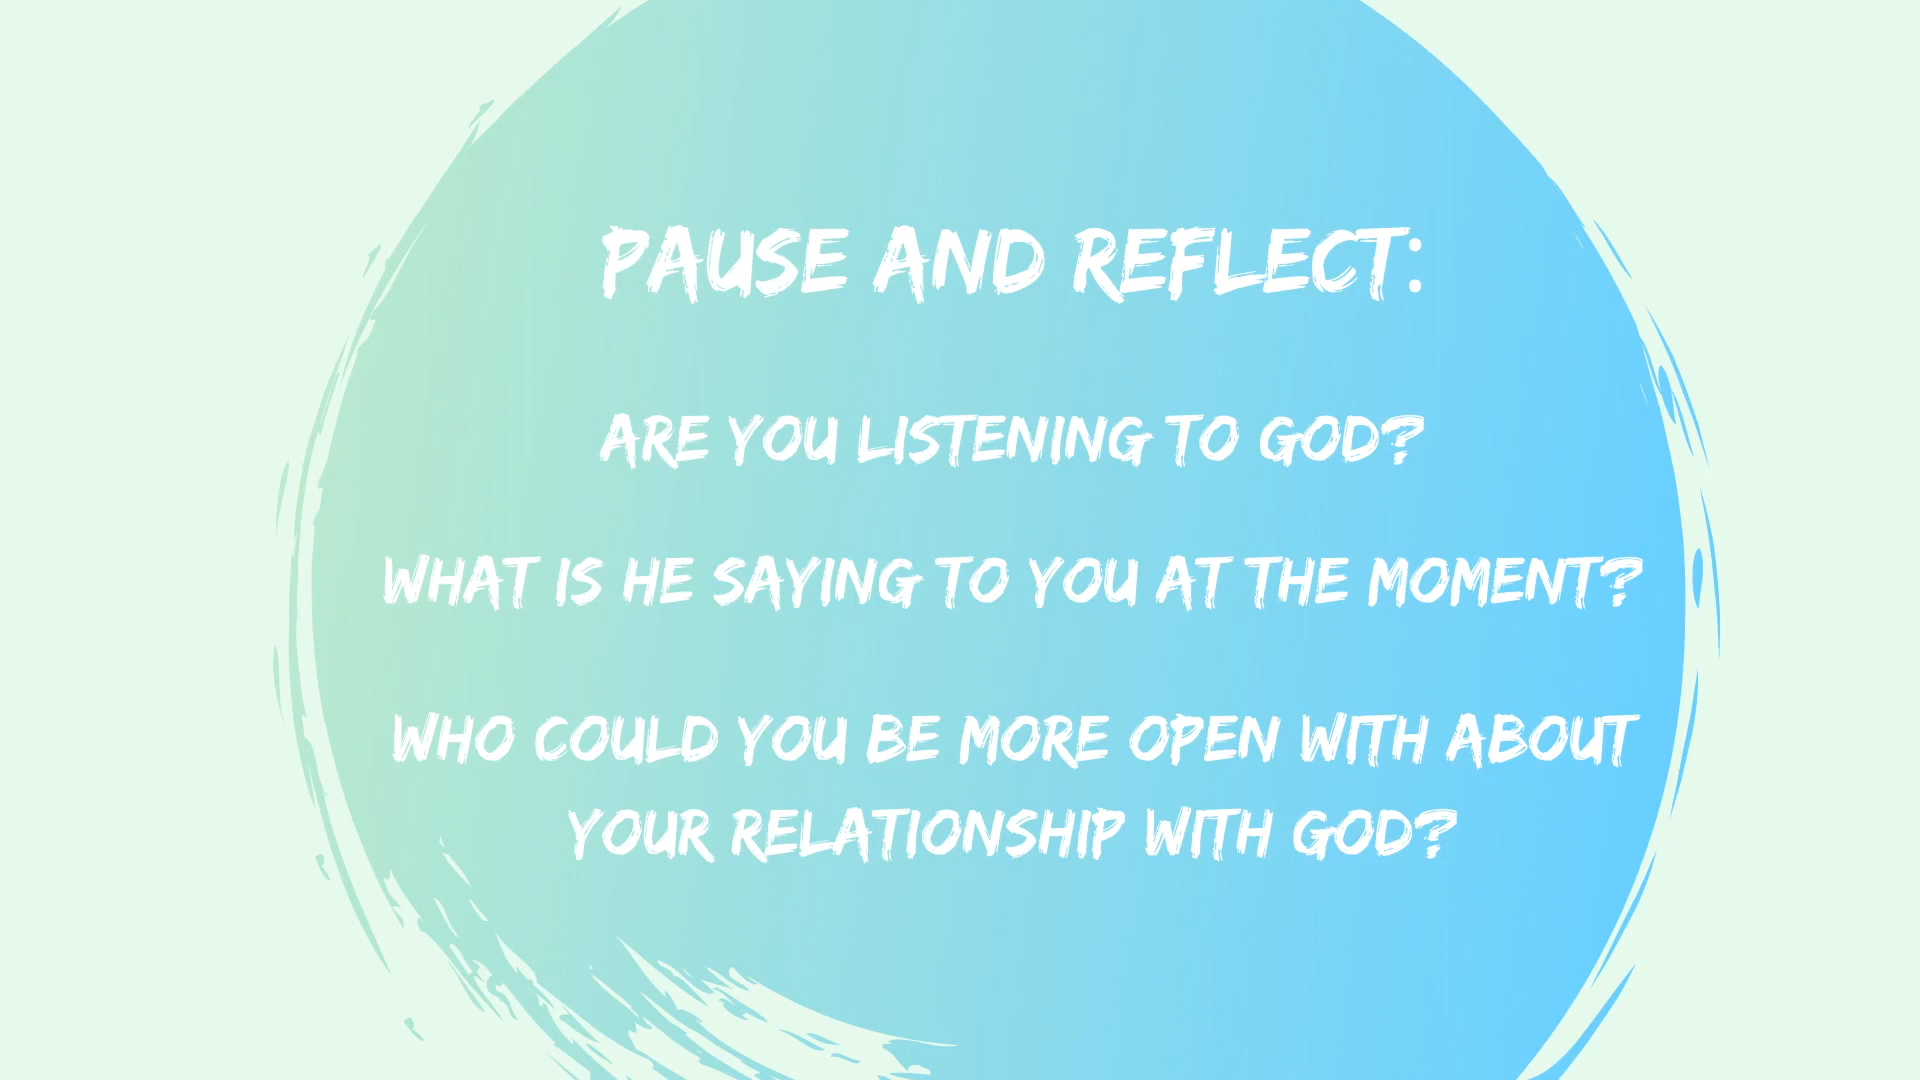 PAUSE AND REFLECT:
ARE YOU LISTENING TO GOD?
WHAT IS HE SAYING TO YOU AT THE MOMENT?
WHO COULD YOU BE MORE OPEN WITH ABOUT
YOUR RELATIONSHIP WITH GOD?